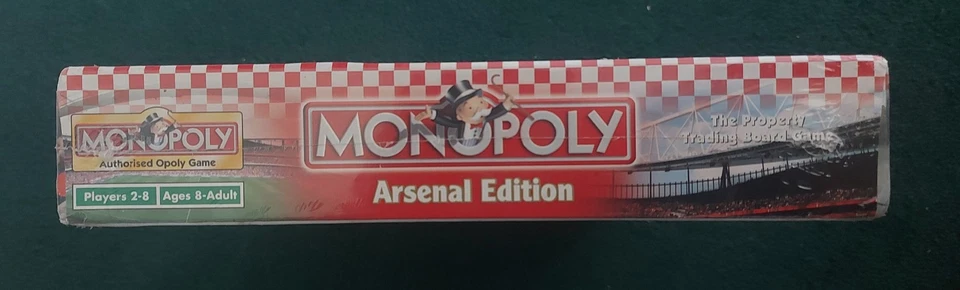 MONOPOLY
Authorised Opoly Game
Players 2-8 Ages 8-Adult
MONOPOLY
Arsenal Edition
The Property
Trading Board Game